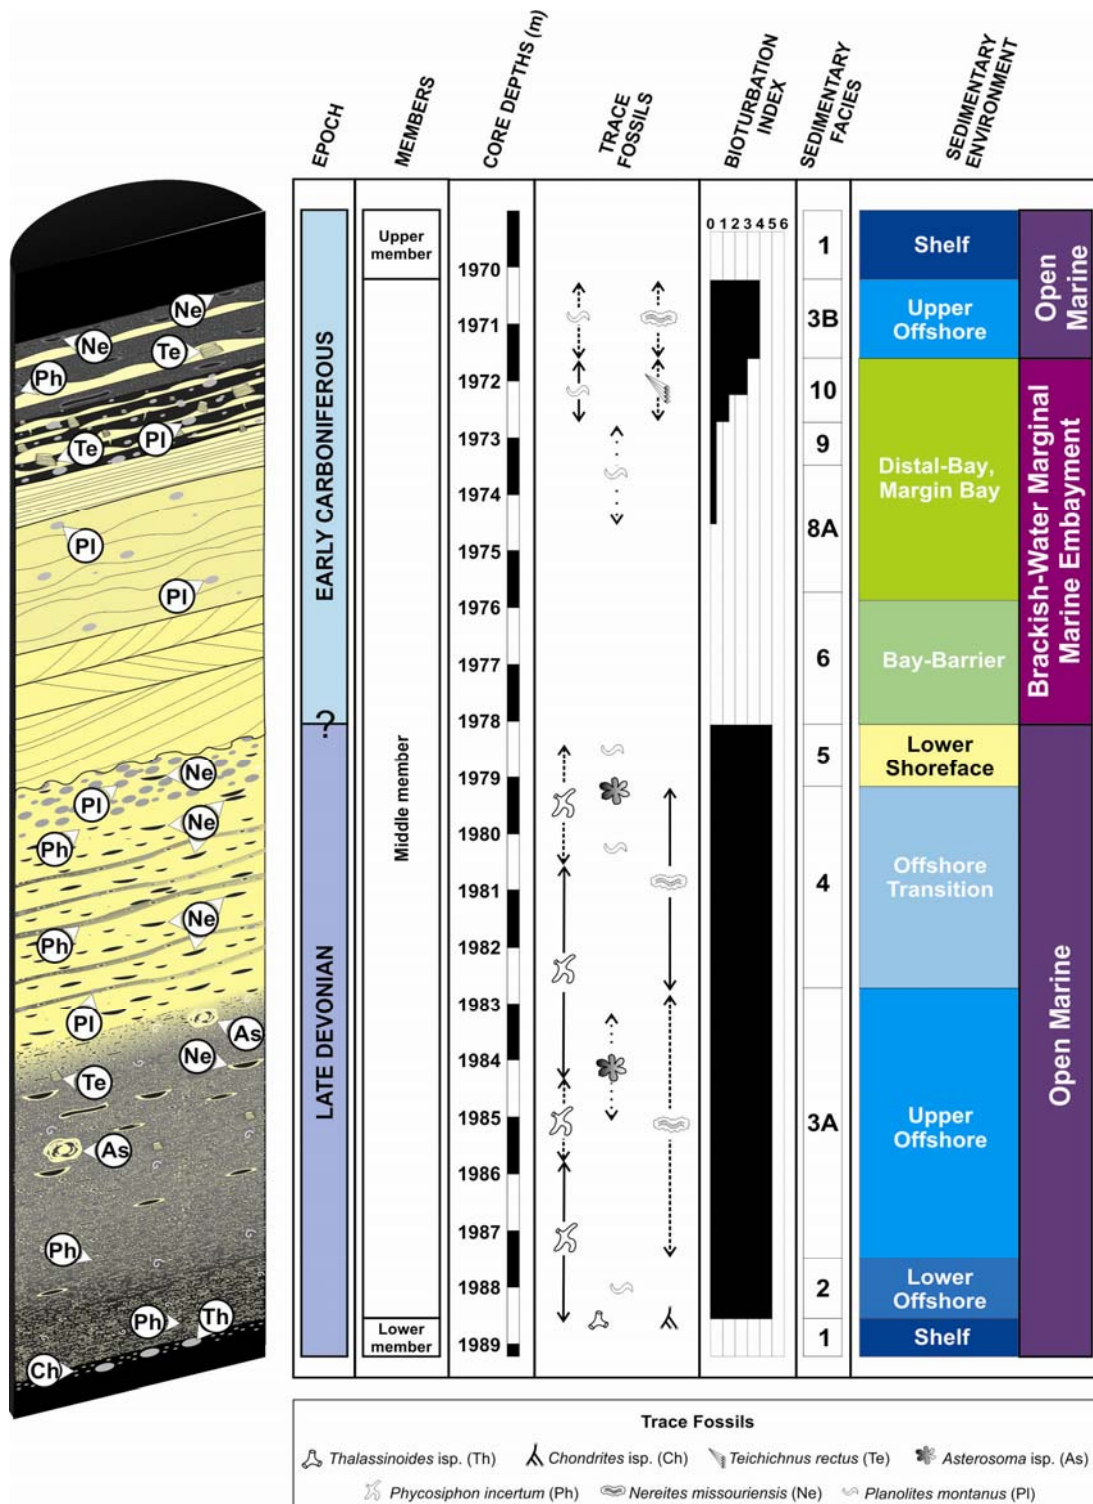 EPOCH
MEMBERS
CORE DEPTHS (m)
TRACE
FOSSILS
BIOTURBATION
INDEX
SEDIMENTARY
FACIES
SEDIMENTARY
ENVIRONMENT
EARLY CARBONIFEROUS
?
LATE DEVONIAN
Upper
member
Middle member
Lower
member
1970
1971
1972
1973
1974
1975
1976
1977
1978
1979
1980
1981
1982
1983
1984
1985
1986
1987
1988
1989
0 1 2 3 4 5 6
1
3B
10
9
8A
6
5
4
3A
2
1
Shelf
Upper
Offshore
Distal-Bay,
Margin Bay
Bay-Barrier
Lower
Shoreface
Offshore
Transition
Upper
Offshore
Lower
Offshore
Shelf
Open
Marine
Brackish-Water Marginal
Marine Embayment
Open Marine
Ne
Ne
Te
Ph
Pl
Te
Pl
Pl
Ne
Pl
Ne
Ph
Ne
Ph
Pl
As
Ne
Te
As
Ph
Ph
Th
Ch
Trace Fossils
Thalassinoides isp. (Th) Chondrites isp. (Ch) Teichichnus rectus (Te) Asterosoma isp. (As)
Phycosiphon incertum (Ph) Nereites missouriensis (Ne) Planolites montanus (Pl)